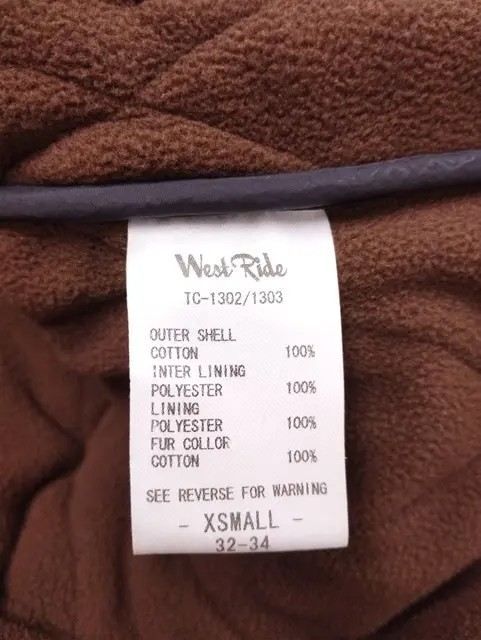 West Ride
TC-1302/1303
OUTER SHELL
COTTON 100%
INTER LINING
POLYESTER 100%
LINING
POLYESTER 100%
FUR COLLOR
COTTON 100%
SEE REVERSE FOR WARNING
- XSMALL -
32-34